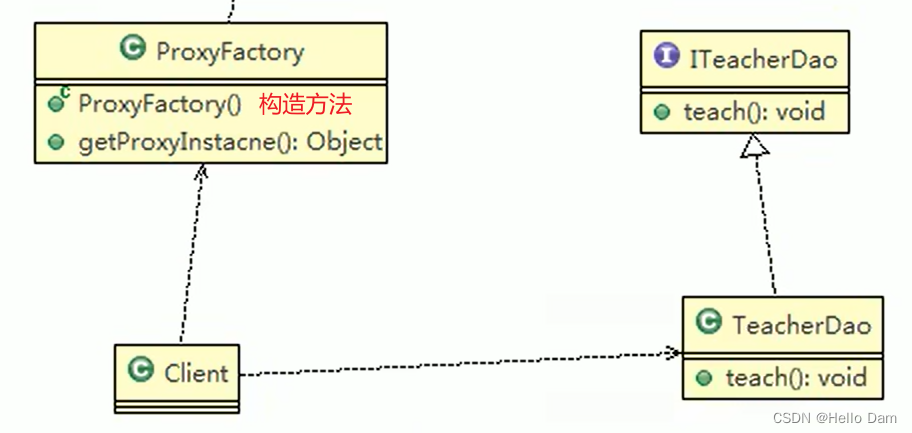 C ProxyFactory
C ProxyFactory() 构造方法
getProxyInstacne(): Object
I ITeacherDao
teach(): void
C Client
C TeacherDao
teach(): void
CSDN @Hello Dam